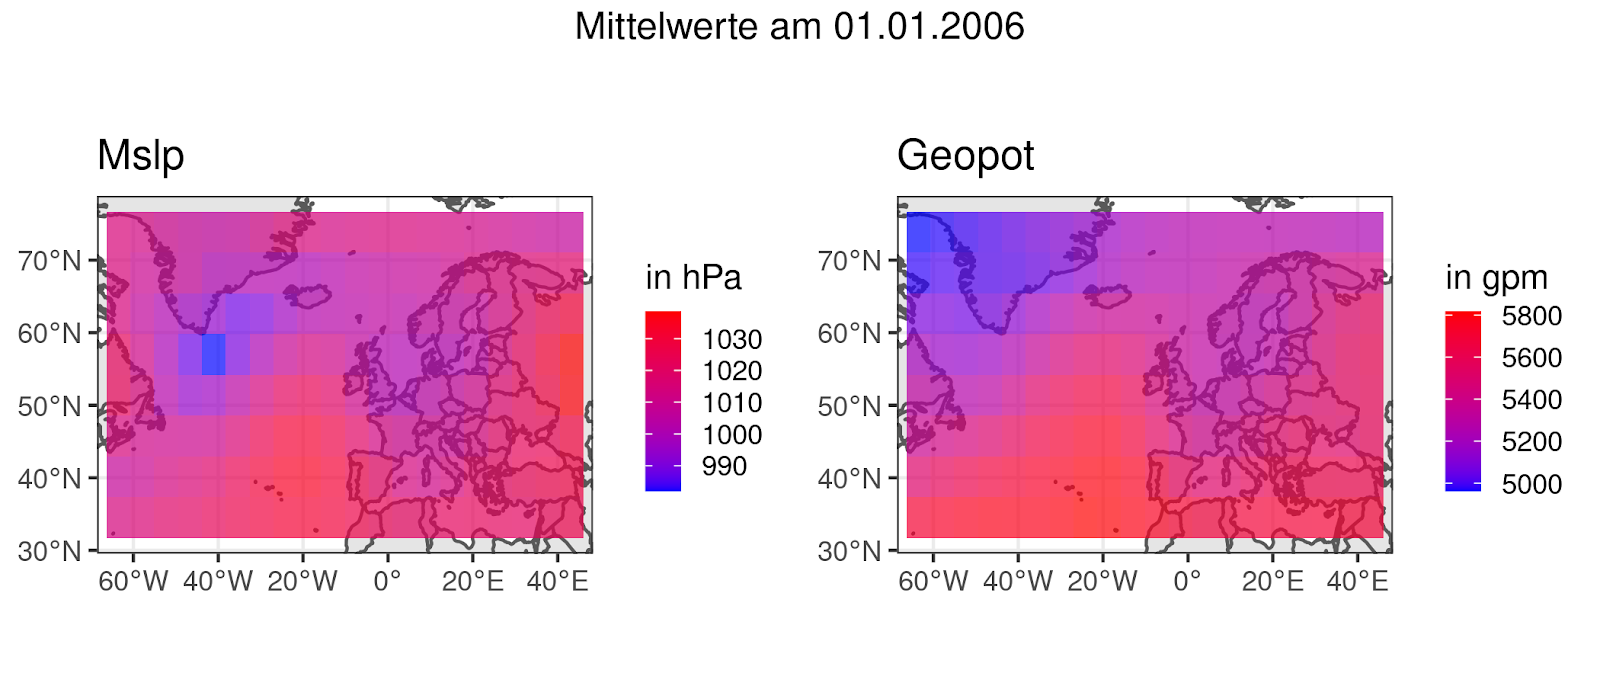 Mittelwerte am 01.01.2006
Mslp
70°N
60°N
50°N
40°N
30°N
60°W 40°W 20°W 0° 20°E 40°E
in hPa
1030
1020
1010
1000
990
Geopot
70°N
60°N
50°N
40°N
30°N
60°W 40°W 20°W 0° 20°E 40°E
in gpm
5800
5600
5400
5200
5000